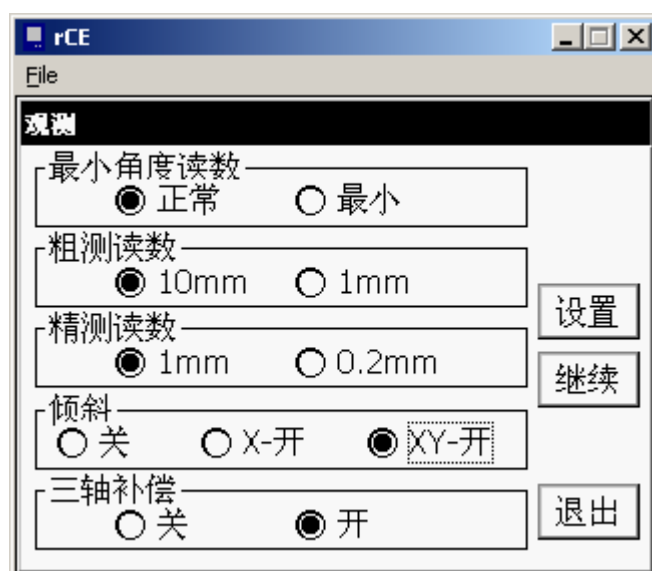 rCE
File
观测
最小角度读数
正常 最小
粗测读数
10mm 1mm
精测读数
1mm 0.2mm
设置
继续
倾斜
关 X-开 XY-开
三轴补偿
关 开
退出